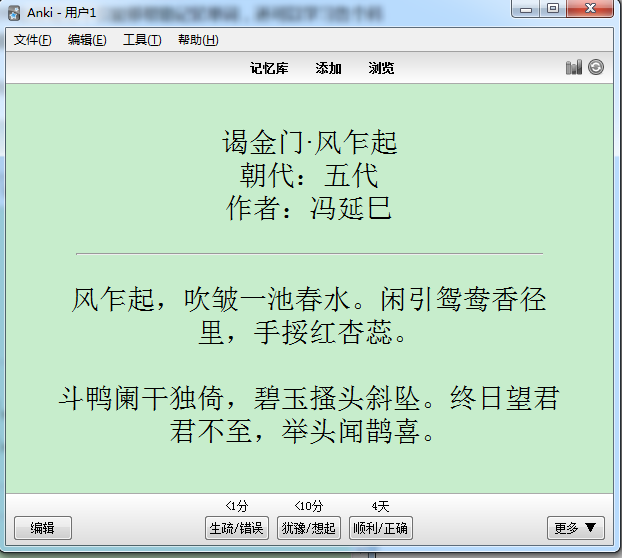 Anki - 用户1
文件(F) 编辑(E) 工具(T) 帮助(H)
记忆库 添加 浏览
谒金门·风乍起
朝代：五代
作者：冯延巳
风乍起，吹皱一池春水。闲引鸳鸯香径
里，手挼红杏蕊。
斗鸭阑干独倚，碧玉搔头斜坠。终日望君
君不至，举头闻鹊喜。
<1分 <10分 4天
编辑 生疏/错误 犹豫/想起 顺利/正确 更多 ▼